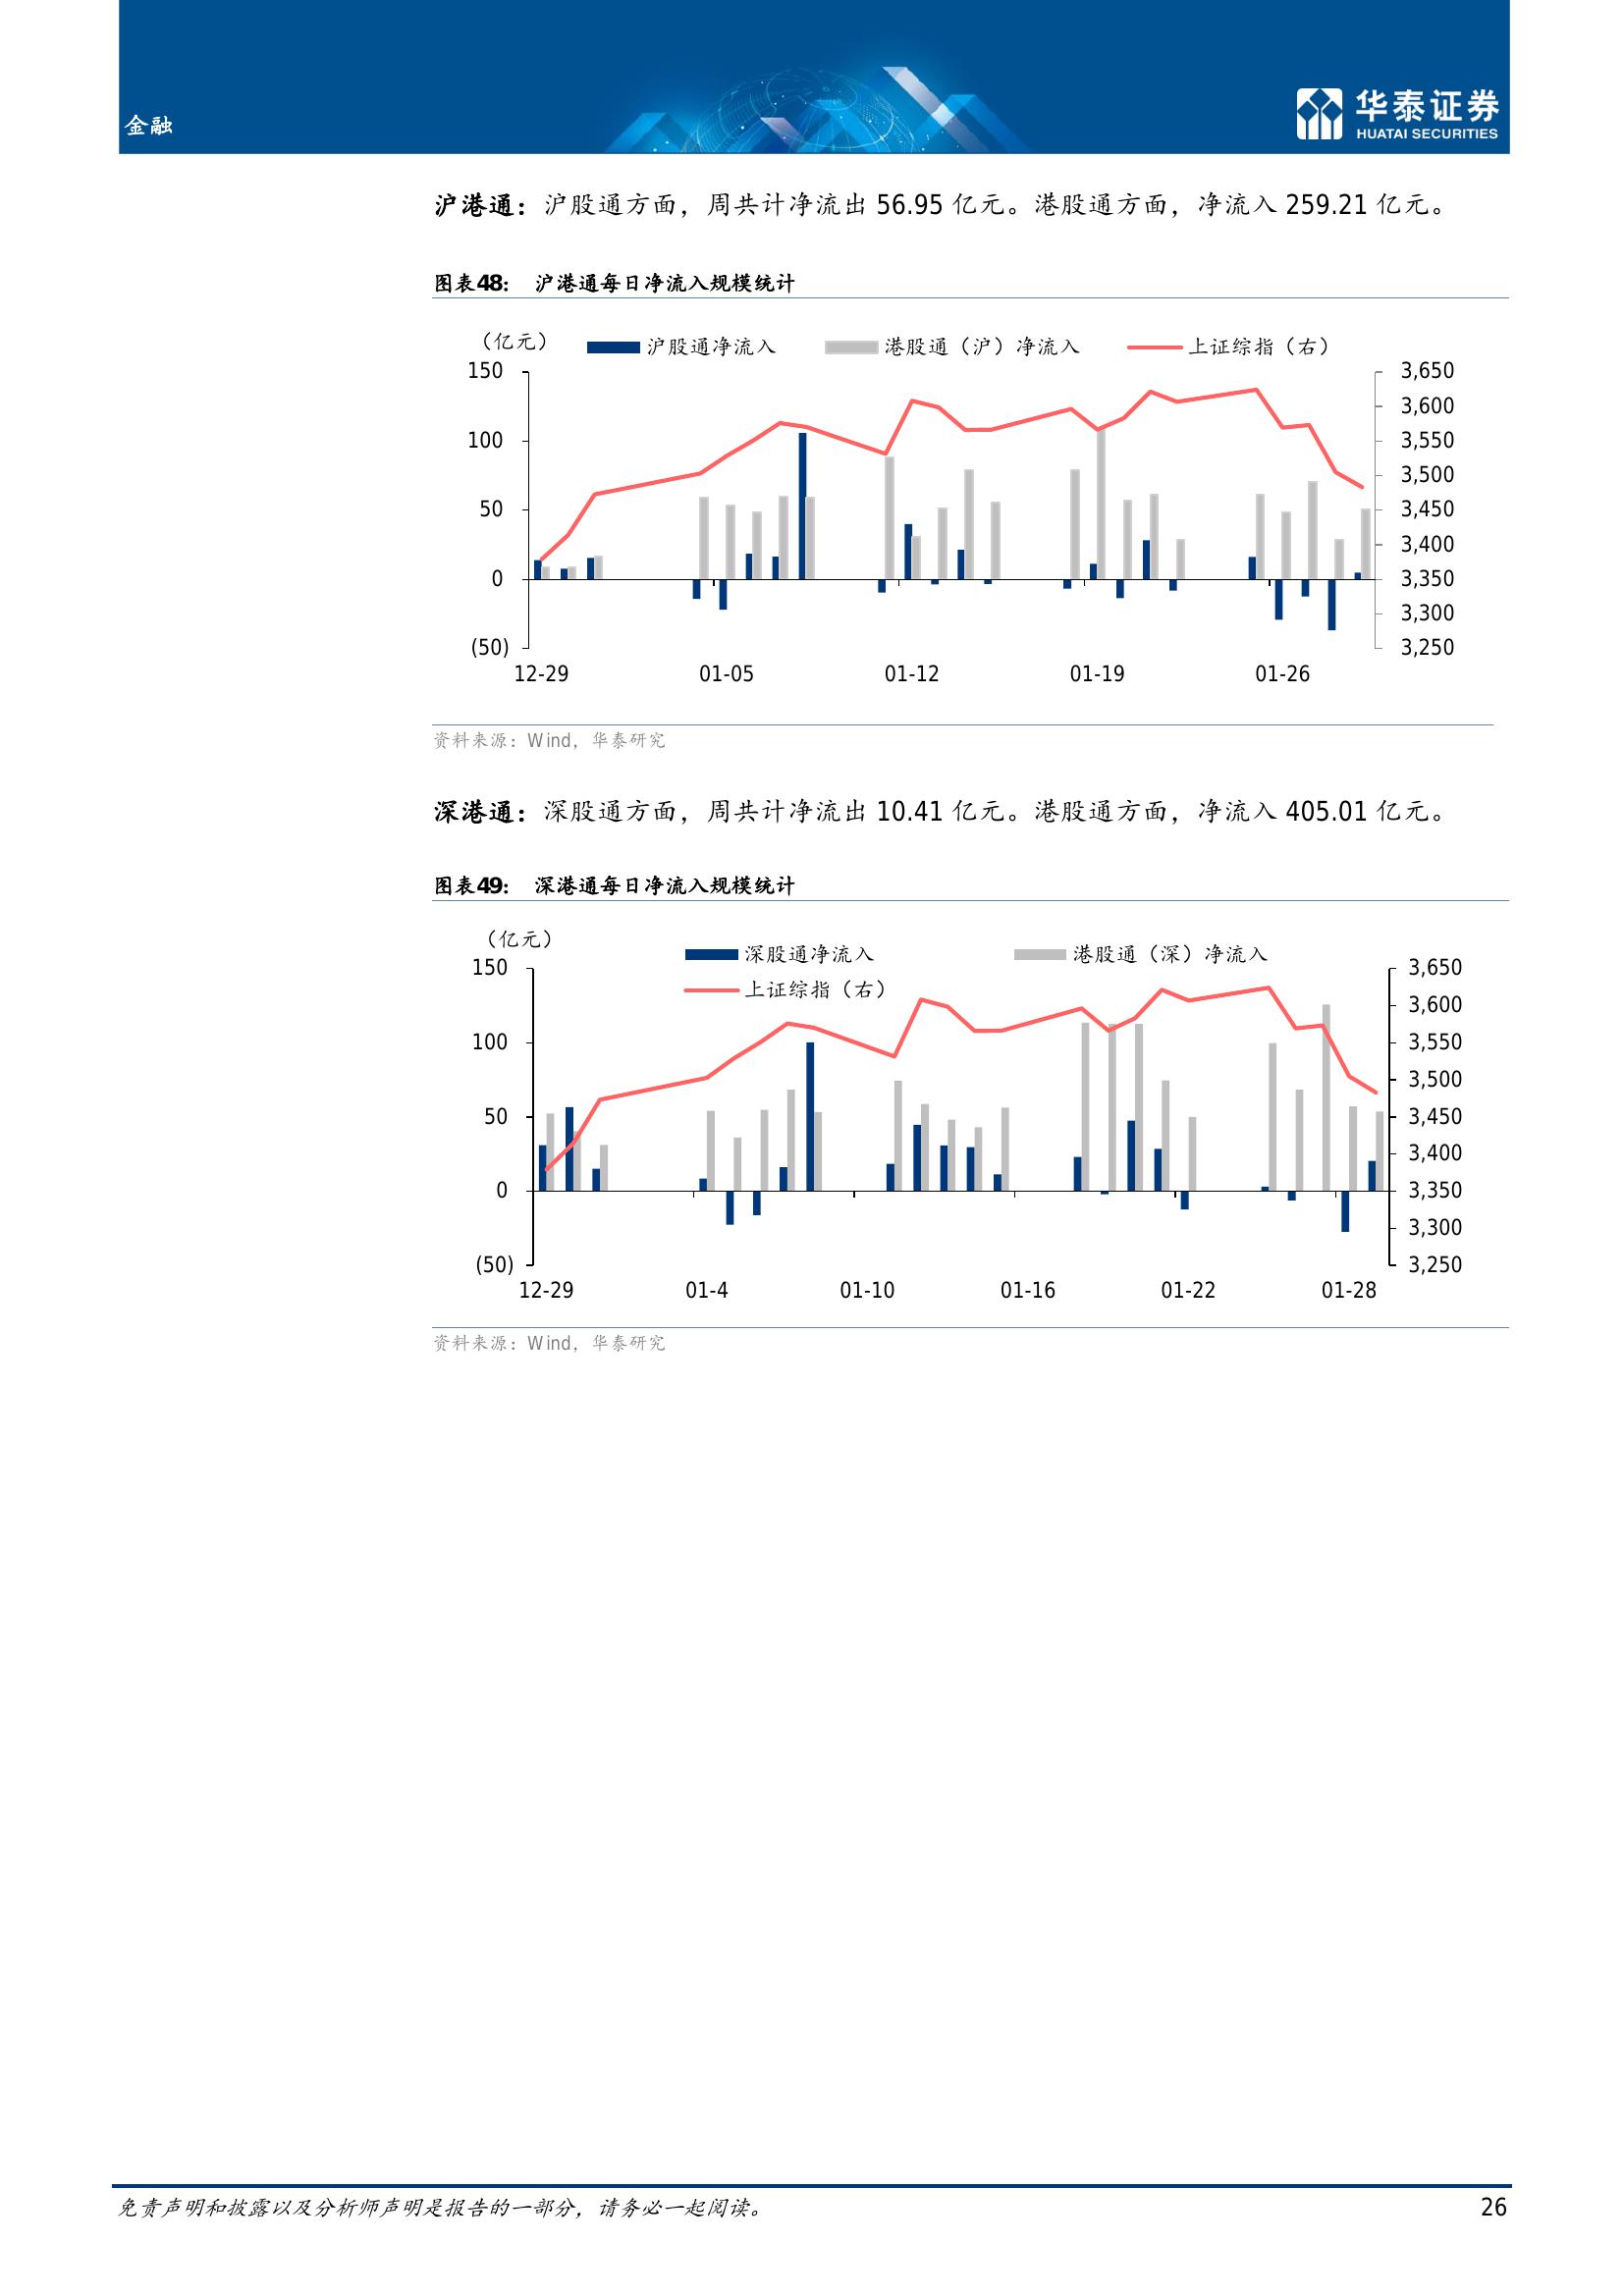 金融
华泰证券
HUATAI SECURITIES
沪港通：沪股通方面，周共计净流出 56.95 亿元。港股通方面，净流入 259.21 亿元。
图表48： 沪港通每日净流入规模统计
（亿元） 沪股通净流入 港股通（沪）净流入 上证综指（右）
150 3,650
3,600
100 3,550
3,500
50 3,450
3,400
0 3,350
3,300
(50) 3,250
12-29 01-05 01-12 01-19 01-26
资料来源：Wind，华泰研究
深港通：深股通方面，周共计净流出 10.41 亿元。港股通方面，净流入 405.01 亿元。
图表49： 深港通每日净流入规模统计
（亿元） 深股通净流入 港股通（深）净流入
上证综指（右）
150 3,650
3,600
100 3,550
3,500
50 3,450
3,400
0 3,350
3,300
(50) 3,250
12-29 01-4 01-10 01-16 01-22 01-28
资料来源：Wind，华泰研究
免责声明和披露以及分析师声明是报告的一部分，请务必一起阅读。 26